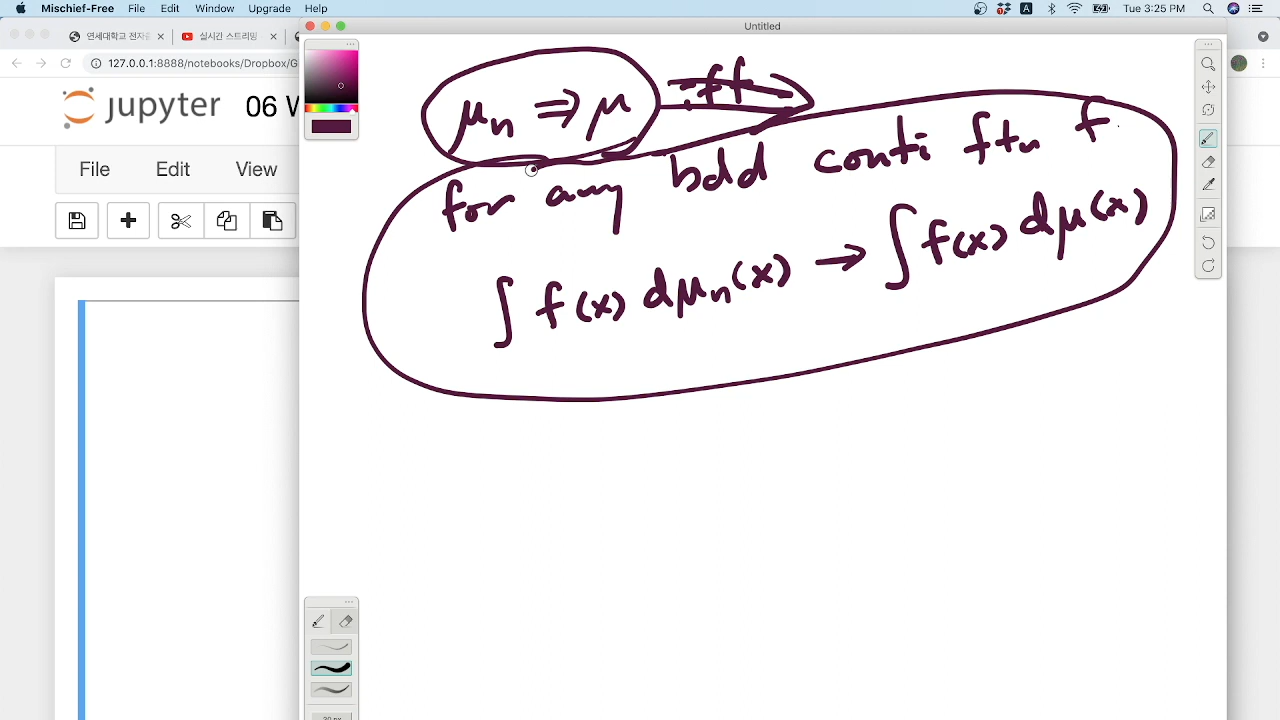 Mischief-Free File Edit Window Upgrade Help A Tue 3:25 PM
Untitled
연세대학교 전자공 × 실시간 스트리밍 ×
127.0.0.1:8888/notebooks/Dropbox/G
jupyter 06 W
File Edit View
μn ⇒ μ iff
for any bdd conti ftn f
∫ f(x) dμn(x) → ∫ f(x) dμ(x)